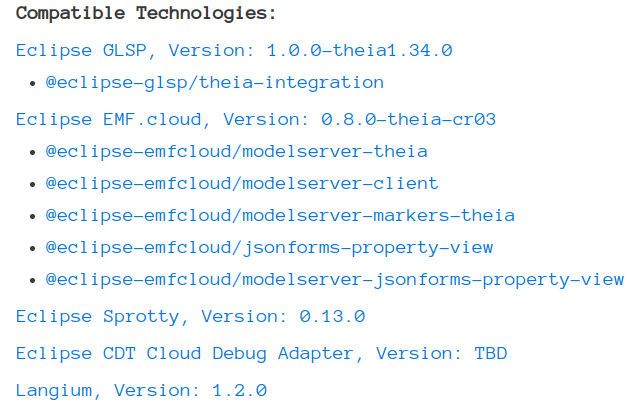 Compatible Technologies:
Eclipse GLSP, Version: 1.0.0-theia1.34.0
• @eclipse-glsp/theia-integration
Eclipse EMF.cloud, Version: 0.8.0-theia-cr03
• @eclipse-emfcloud/modelserver-theia
• @eclipse-emfcloud/modelserver-client
• @eclipse-emfcloud/modelserver-markers-theia
• @eclipse-emfcloud/jsonforms-property-view
• @eclipse-emfcloud/modelserver-jsonforms-property-view
Eclipse Sprotty, Version: 0.13.0
Eclipse CDT Cloud Debug Adapter, Version: TBD
Langium, Version: 1.2.0